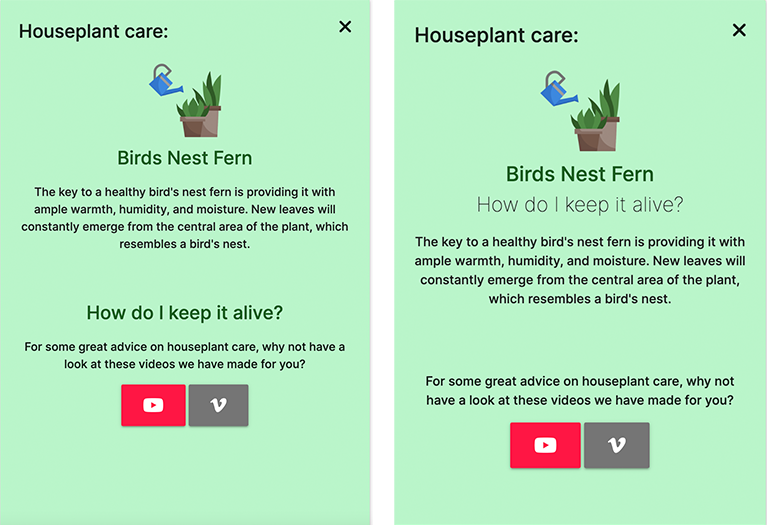 Houseplant care:
Birds Nest Fern
The key to a healthy bird's nest fern is providing it with
ample warmth, humidity, and moisture. New leaves will
constantly emerge from the central area of the plant, which
resembles a bird's nest.
How do I keep it alive?
For some great advice on houseplant care, why not have a
look at these videos we have made for you?
Houseplant care:
Birds Nest Fern
How do I keep it alive?
The key to a healthy bird's nest fern is providing it with
ample warmth, humidity, and moisture. New leaves will
constantly emerge from the central area of the plant,
which resembles a bird's nest.
For some great advice on houseplant care, why not
have a look at these videos we have made for you?